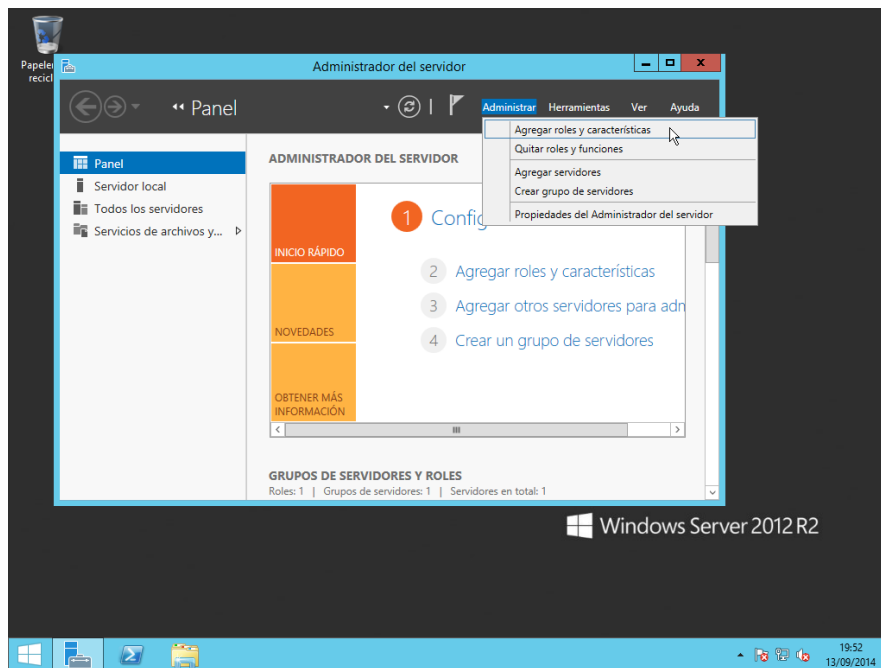 Administrador del servidor
Panel
Administrar Herramientas Ver Ayuda
Agregar roles y características
Quitar roles y funciones
Agregar servidores
Crear grupo de servidores
Propiedades del Administrador del servidor
Panel
Servidor local
Todos los servidores
Servicios de archivos y...
ADMINISTRADOR DEL SERVIDOR
INICIO RÁPIDO
NOVEDADES
OBTENER MÁS
INFORMACIÓN
1
2 Agregar roles y características
3 Agregar otros servidores para
4 Crear un grupo de servidores
GRUPOS DE SERVIDORES Y ROLES
Roles: 1 | Grupos de servidores: 1 | Servidores en total: 1
Windows Server 2012 R2
19:52
13/09/2014